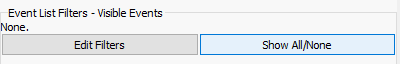 Event List Filters - Visible Events
None.
Edit Filters
Show All/None